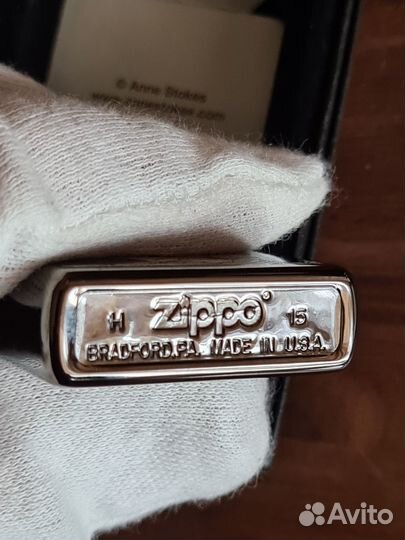 © Anne Stokes
H Zippo® 15
BRADFORD, PA. MADE IN U.S.A.
Avito